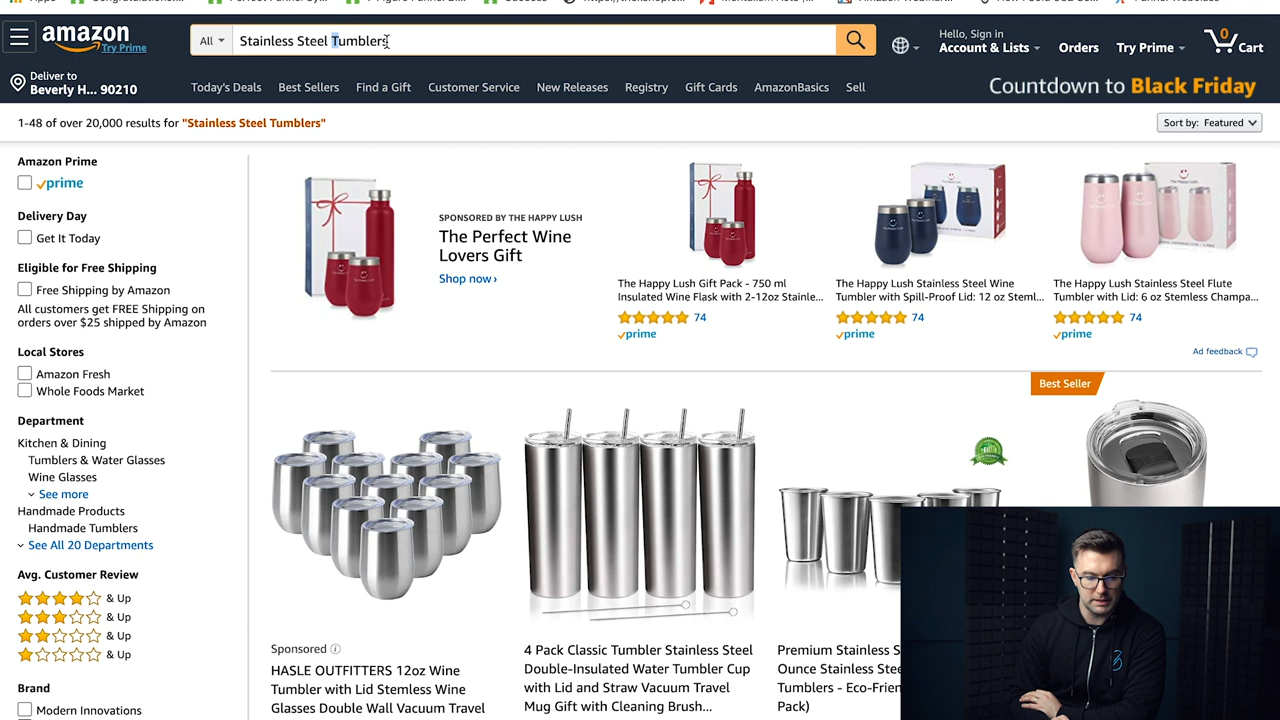 Apps
amazon
Try Prime
All
Stainless Steel Tumblers
Hello, Sign in
Account & Lists
Orders
Try Prime
0
Cart
Deliver to
Beverly H... 90210
Today's Deals
Best Sellers
Find a Gift
Customer Service
New Releases
Registry
Gift Cards
AmazonBasics
Sell
Countdown to Black Friday
1-48 of over 20,000 results for "Stainless Steel Tumblers"
Sort by: Featured
Amazon Prime
prime
Delivery Day
Get It Today
Eligible for Free Shipping
Free Shipping by Amazon
All customers get FREE Shipping on
orders over $25 shipped by Amazon
Local Stores
Amazon Fresh
Whole Foods Market
Department
Kitchen & Dining
Tumblers & Water Glasses
Wine Glasses
See more
Handmade Products
Handmade Tumblers
See All 20 Departments
Avg. Customer Review
& Up
& Up
& Up
& Up
Brand
Modern Innovations
SPONSORED BY THE HAPPY LUSH
The Perfect Wine
Lovers Gift
Shop now ›
The Happy Lush Gift Pack - 750 ml
Insulated Wine Flask with 2-12oz Stainle...
74
prime
The Happy Lush Stainless Steel Wine
Tumbler with Spill-Proof Lid: 12 oz Steml...
74
prime
The Happy Lush Stainless Steel Flute
Tumbler with Lid: 6 oz Stemless Champa...
74
prime
Ad feedback
Best Seller
Sponsored
HASLE OUTFITTERS 12oz Wine
Tumbler with Lid Stemless Wine
Glasses Double Wall Vacuum Travel
4 Pack Classic Tumbler Stainless Steel
Double-Insulated Water Tumbler Cup
with Lid and Straw Vacuum Travel
Mug Gift with Cleaning Brush...
Premium Stainless S
Ounce Stainless Stee
Tumblers - Eco-Frien
Pack)